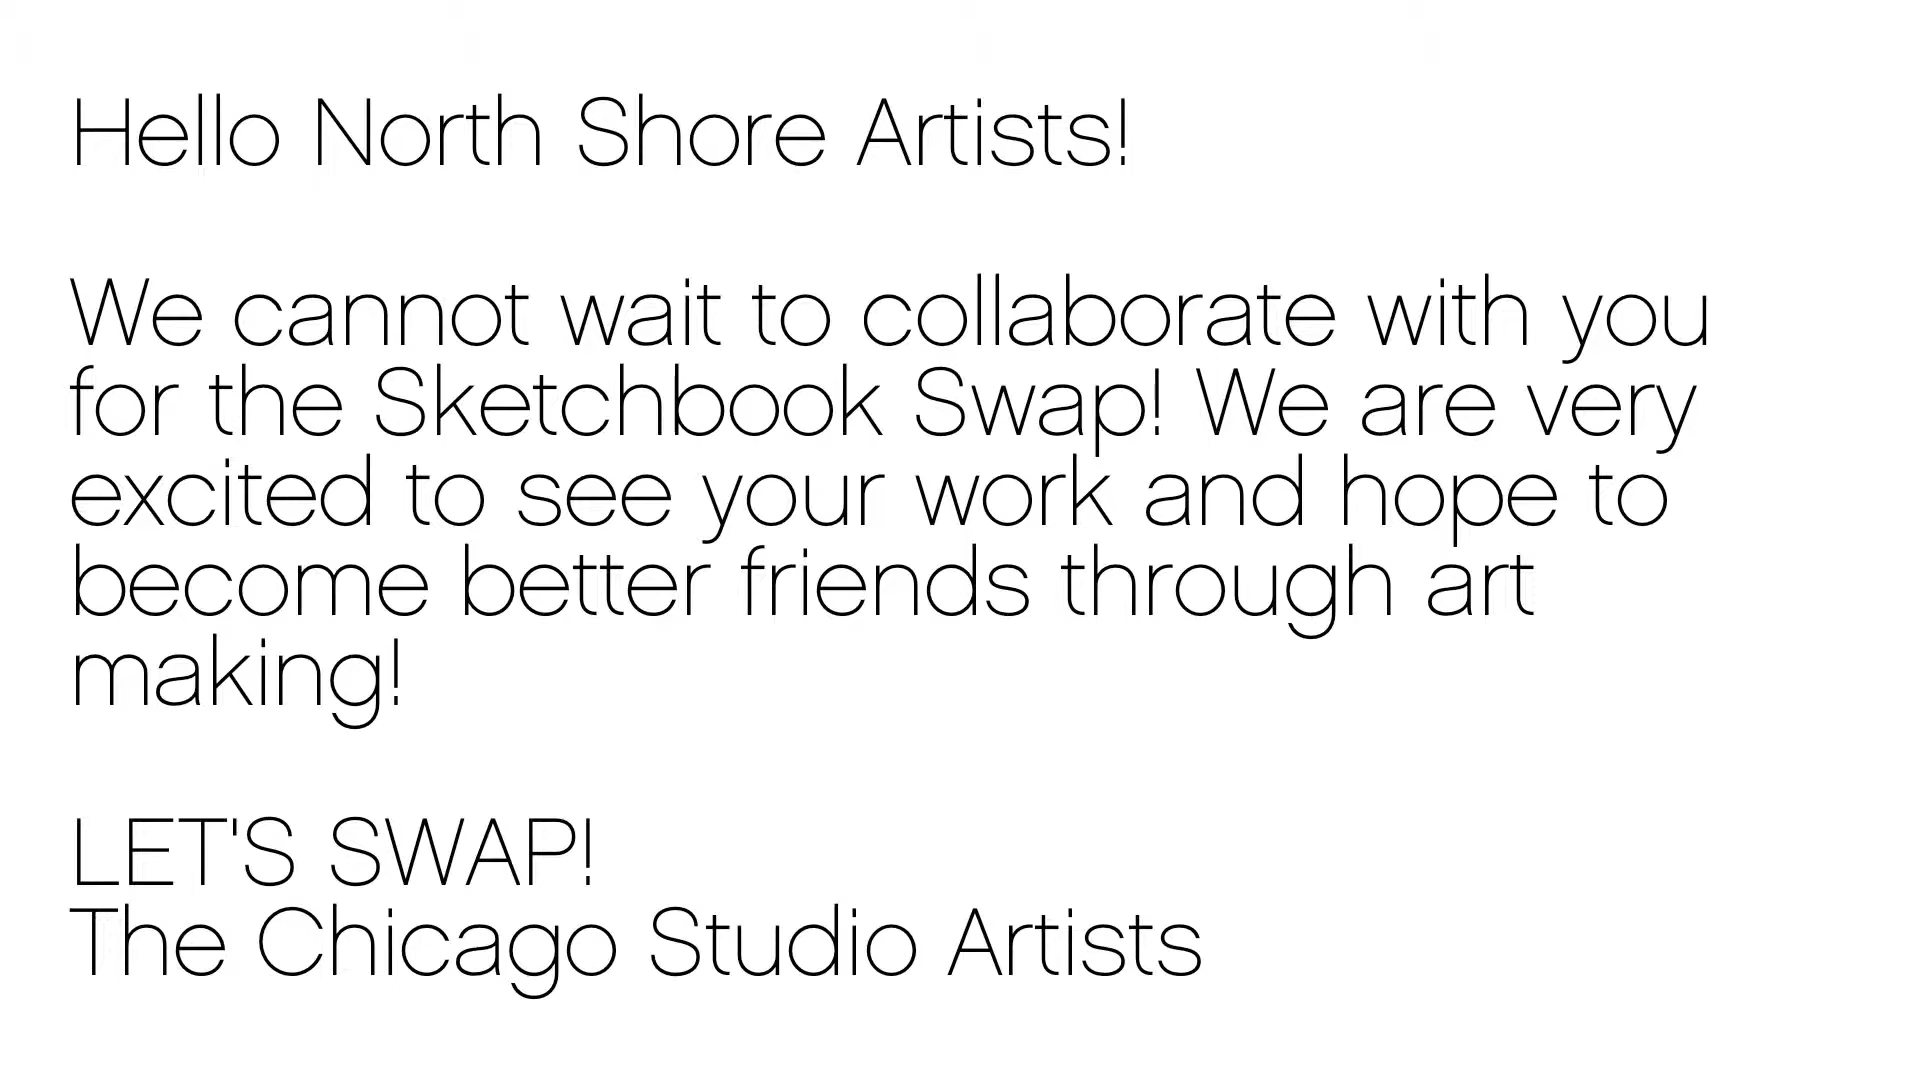 Hello North Shore Artists!
We cannot wait to collaborate with you
for the Sketchbook Swap! We are very
excited to see your work and hope to
become better friends through art
making!
LET'S SWAP!
The Chicago Studio Artists